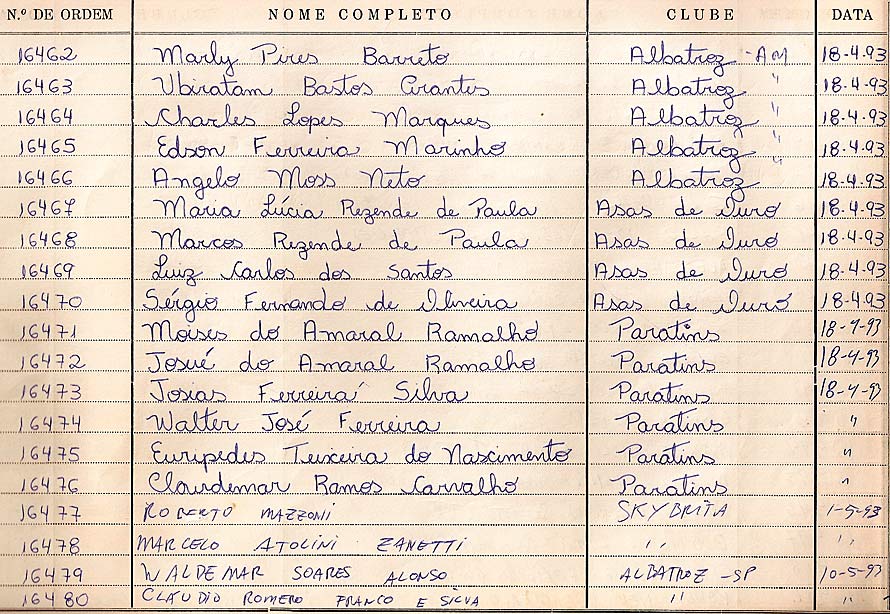 N.º DE ORDEM NOME COMPLETO CLUBE DATA
16462 Marly Pires Barreto Albatroz - AM 18-4-93
16463 Ubiratam Bastos Arantes Albatroz " 18-4-93
16464 Charles Lopes Marques Albatroz " 18-4-93
16465 Edson Ferreira Marinho Albatroz " 18-4-93
16466 Angelo Moss Neto Albatroz " 18-4-93
16467 Maria Lúcia Rezende de Paula Asas de Ouro 18-4-93
16468 Marcos Rezende de Paula Asas de Ouro 18-4-93
16469 Luiz Carlos dos Santos Asas de Ouro 18-4-93
16470 Sérgio Fernando de Oliveira Asas de Ouro 18-4-93
16471 Moises do Amaral Ramalho Paratins 18-4-93
16472 Josué do Amaral Ramalho Paratins 18-4-93
16473 Josias Ferreira Silva Paratins 18-4-93
16474 Walter José Ferreira Paratins "
16475 Euripedes Teixeira do Nascimento Paratins "
16476 Claudemar Ramos Carvalho Paratins "
16477 ROBERTO MAZZONI SKYBRITA 1-5-93
16478 MARCELO ATOLINI ZANETTI " "
16479 WALDEMAR SOARES ALONSO ALBATROZ - SP 10-5-93
16480 CLAUDIO ROMERO FRANCO E SILVA " "